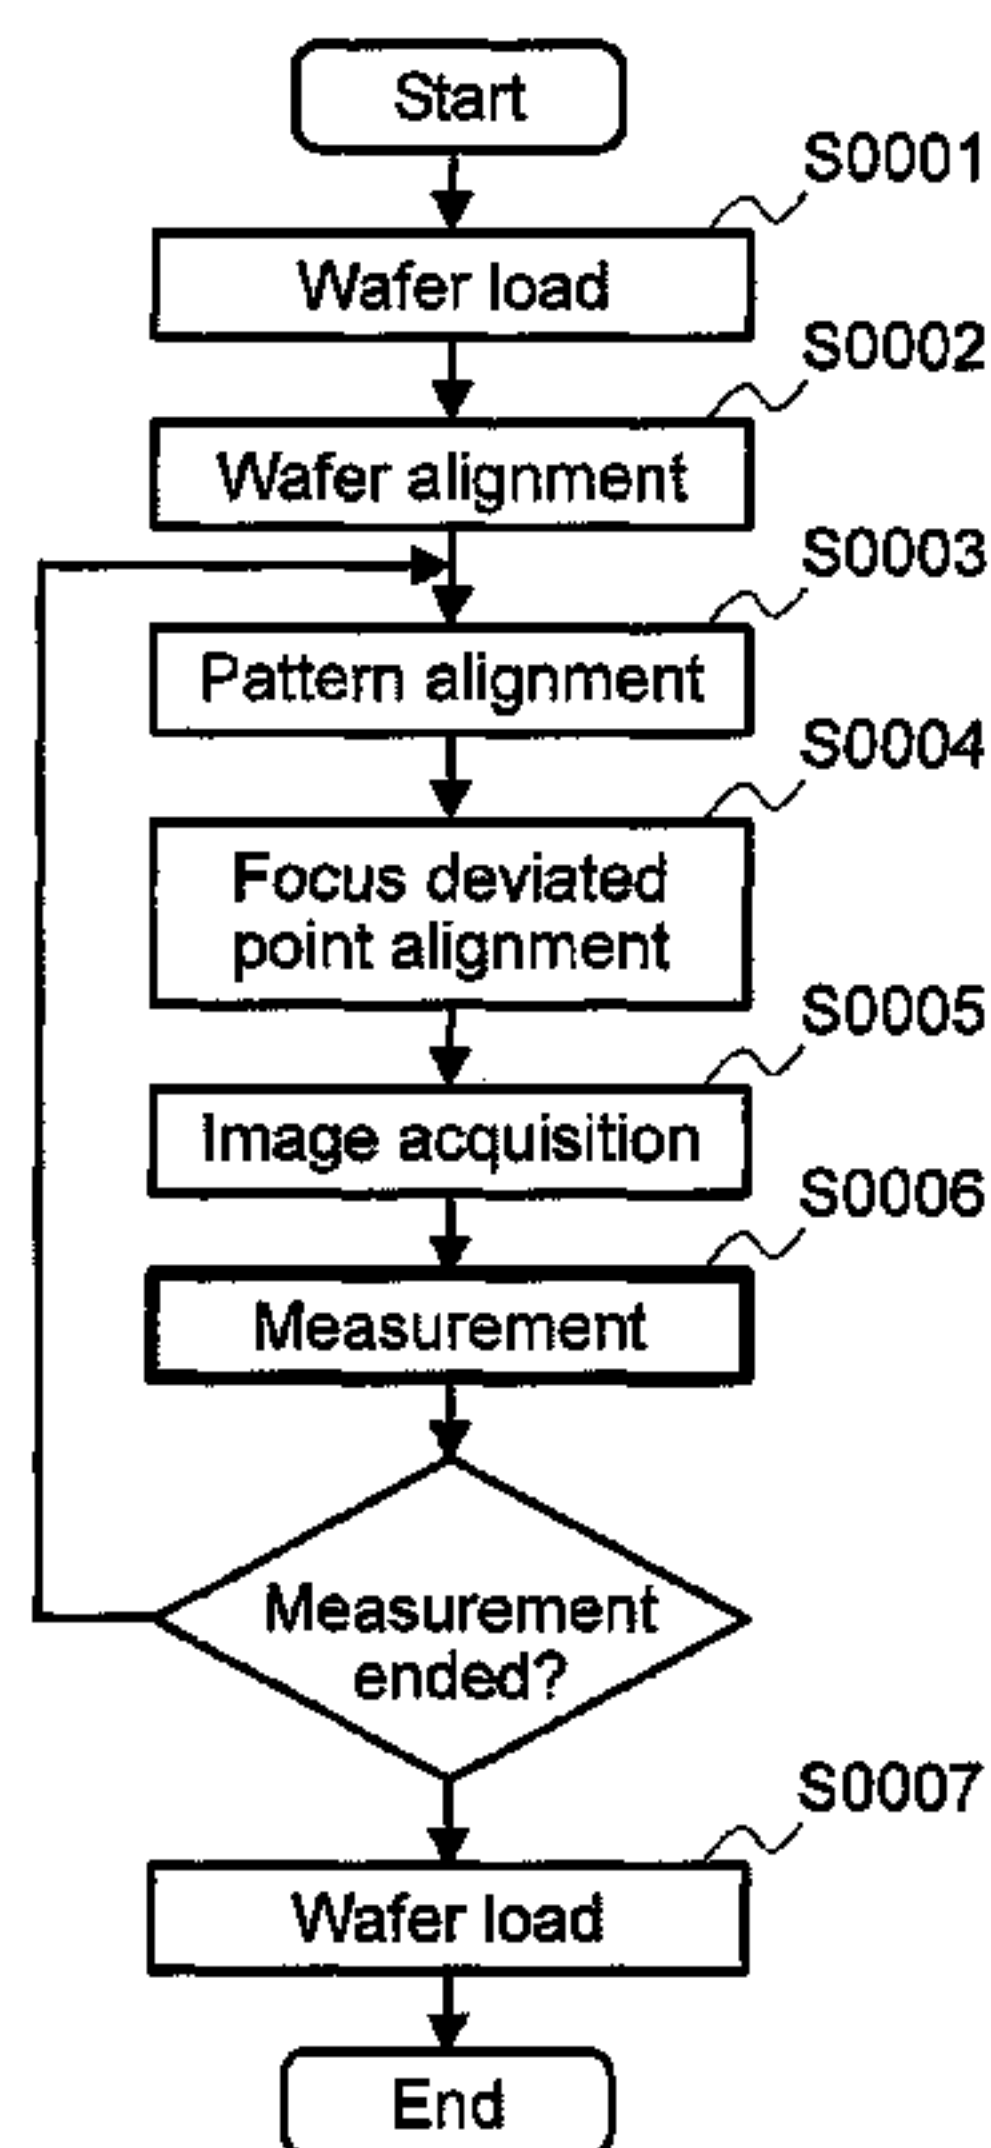 Start
S0001
Wafer load
S0002
Wafer alignment
S0003
Pattern alignment
S0004
Focus deviated
point alignment
S0005
Image acquisition
S0006
Measurement
Measurement
ended?
S0007
Wafer load
End